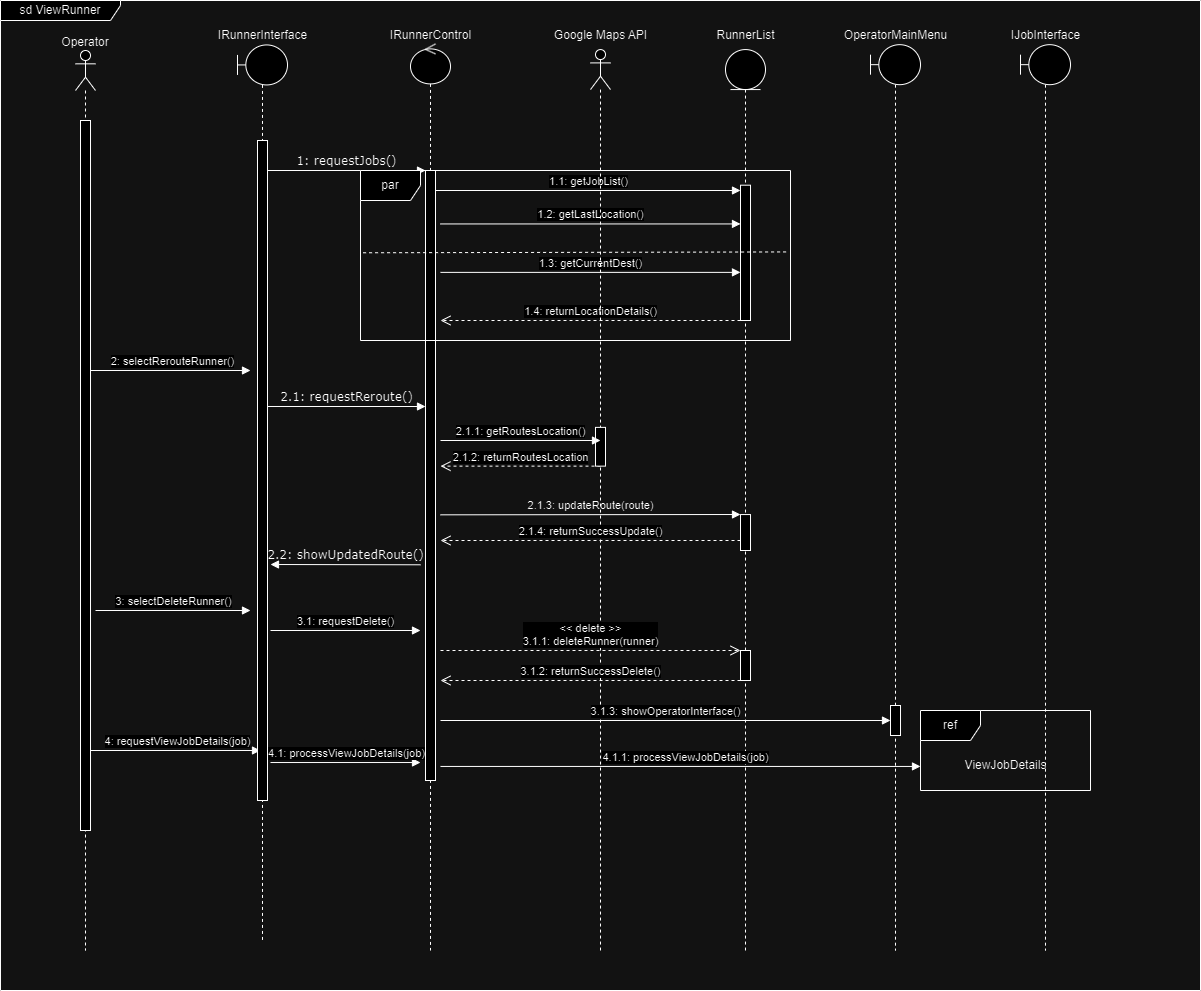 sd ViewRunner
Operator
IRunnerInterface
IRunnerControl
Google Maps API
RunnerList
OperatorMainMenu
IJobInterface
1: requestJobs()
par
1.1: getJobList()
1.2: getLastLocation()
1.3: getCurrentDest()
1.4: returnLocationDetails()
2: selectRerouteRunner()
2.1: requestReroute()
2.1.1: getRoutesLocation()
2.1.2: returnRoutesLocation
2.1.3: updateRoute(route)
2.1.4: returnSuccessUpdate()
2.2: showUpdatedRoute()
3: selectDeleteRunner()
3.1: requestDelete()
<< delete >>
3.1.1: deleteRunner(runner)
3.1.2: returnSuccessDelete()
3.1.3: showOperatorInterface()
ref
4: requestViewJobDetails(job)
4.1: processViewJobDetails(job)
4.1.1: processViewJobDetails(job)
ViewJobDetails